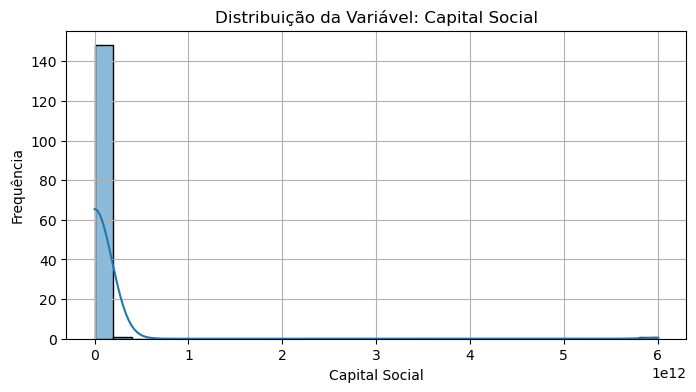 Distribuição da Variável: Capital Social
Frequência
140
120
100
80
60
40
20
0
0 1 2 3 4 5 6
1e12
Capital Social